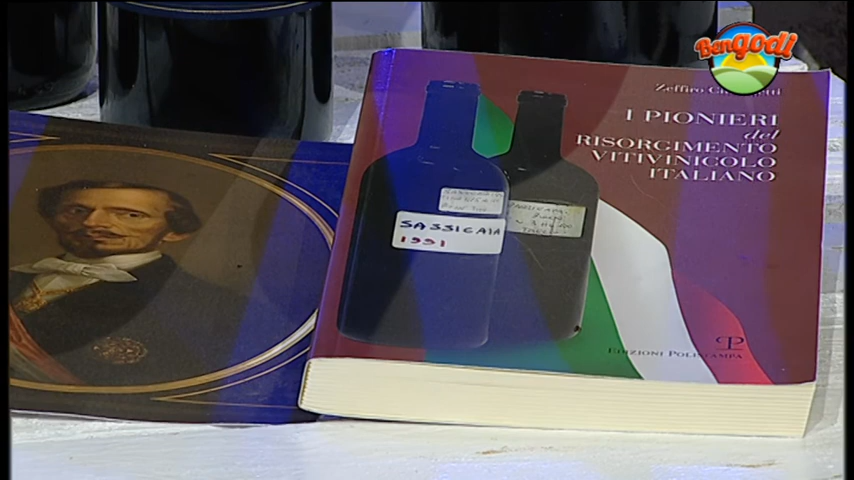 Bengodi
Zeffiro
I PIONIERI
del
RISORGIMENTO
VITIVINICOLO
ITALIANO
SASSICAIA
1991
EDIZIONI POLISTAMPA